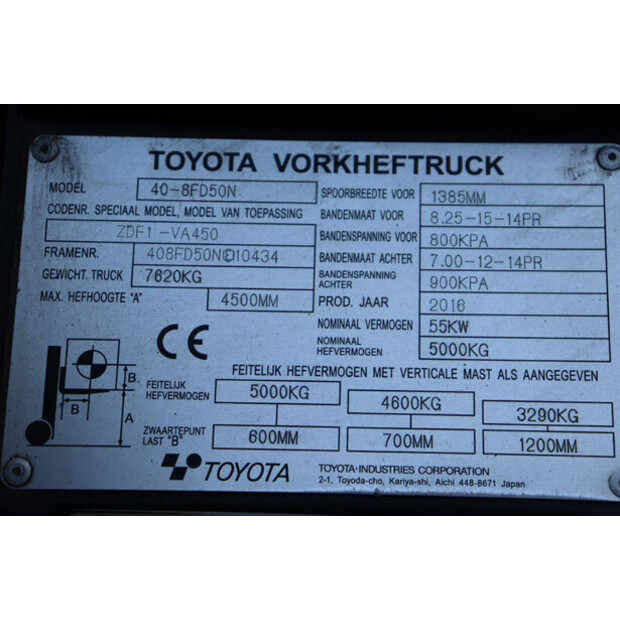 TOYOTA VORKHEFTRUCK
MODEL 40-8FD50N
CODENR. SPECIAAL MODEL, MODEL VAN TOEPASSING
ZDF1 -VA450
FRAMENR. 408FD50N©10434
GEWICHT. TRUCK 7620KG
MAX. HEFHOOGTE "A" 4500MM
SPOORBREEDTE VOOR 1385MM
BANDENMAAT VOOR 8.25-15-14PR
BANDENSPANNING VOOR 800KPA
BANDENMAAT ACHTER 7.00-12-14PR
BANDENSPANNING
ACHTER 900KPA
PROD. JAAR 2016
NOMINAAL VERMOGEN 55KW
NOMINAAL
HEFVERMOGEN 5000KG
CE
B
B
A
FEITELIJK HEFVERMOGEN MET VERTICALE MAST ALS AANGEGEVEN
FEITELIJK
HEFVERMOGEN 5000KG 4600KG 3290KG
ZWAARTEPUNT
LAST "B" 600MM 700MM 1200MM
TOYOTA
TOYOTA·INDUSTRIES CORPORATION
2-1, Toyoda-cho, Kariya-shi, Aichi 448-8671 Japan